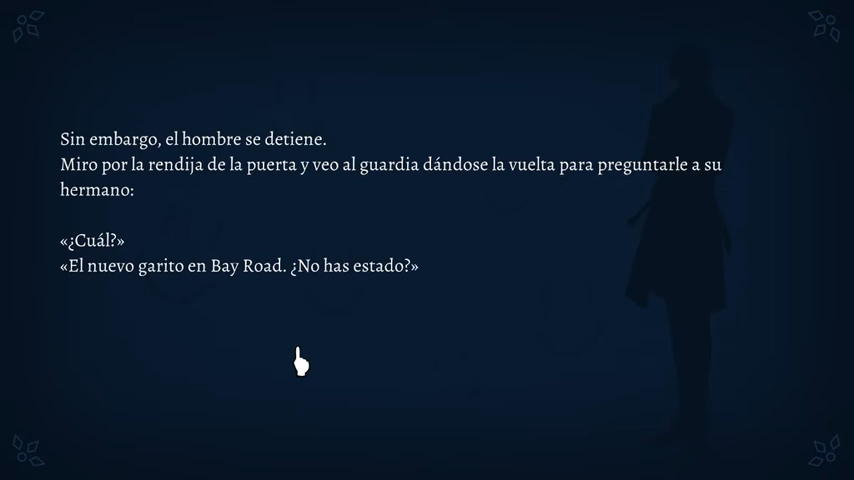 Sin embargo, el hombre se detiene.
Miro por la rendija de la puerta y veo al guardia dándose la vuelta para preguntarle a su
hermano:
«¿Cuál?»
«El nuevo garito en Bay Road. ¿No has estado?»